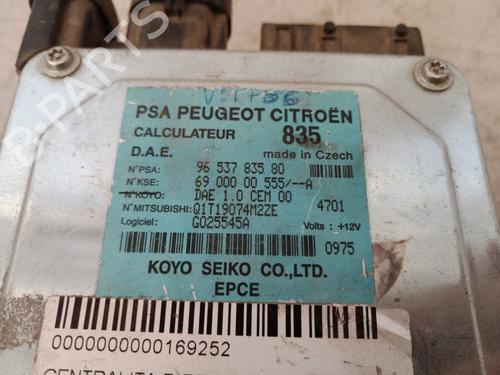 V:1786
PSA PEUGEOT CITROËN
CALCULATEUR 835
D.A.E. made in Czech
N°PSA: 96 537 835 80
N°KSE: 69 000 00 555/--A
N°KOYO: DAE 1.0 CEM 00
N°MITSUBISHI: Q1T19074M2ZE 4701
Logiciel: G025545A Volts : +12V
0975
KOYO SEIKO CO.,LTD.
EPCE
0000000000169252